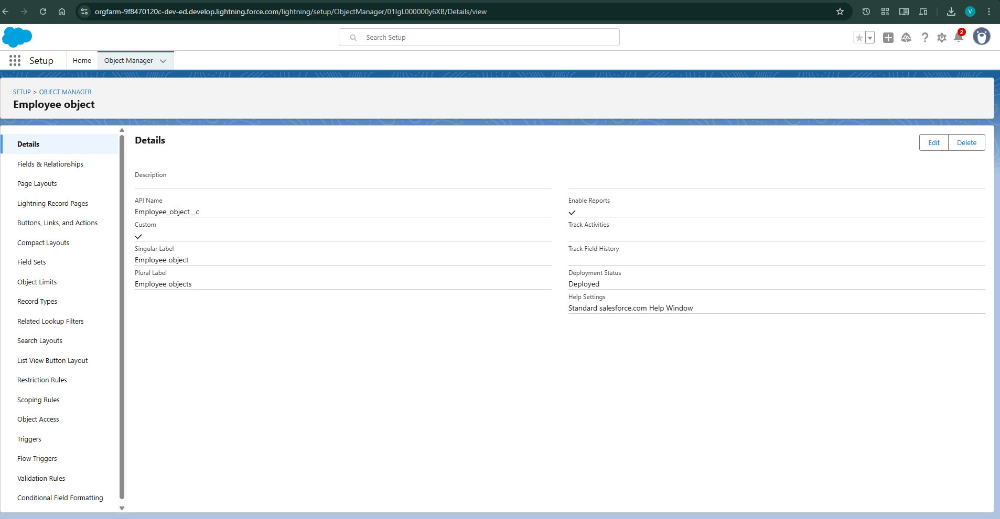 orgfarm-9f8470120c-dev-ed.develop.lightning.force.com/lightning/setup/ObjectManager/01IgL000000y6XB/Details/view
V
Search Setup
2
Setup
Home
Object Manager
SETUP > OBJECT MANAGER
Employee object
Details
Fields & Relationships
Page Layouts
Lightning Record Pages
Buttons, Links, and Actions
Compact Layouts
Field Sets
Object Limits
Record Types
Related Lookup Filters
Search Layouts
List View Button Layout
Restriction Rules
Scoping Rules
Object Access
Triggers
Flow Triggers
Validation Rules
Conditional Field Formatting
Details
Edit
Delete
Description
API Name
Employee_object__c
Custom
Singular Label
Employee object
Plural Label
Employee objects
Enable Reports
Track Activities
Track Field History
Deployment Status
Deployed
Help Settings
Standard salesforce.com Help Window